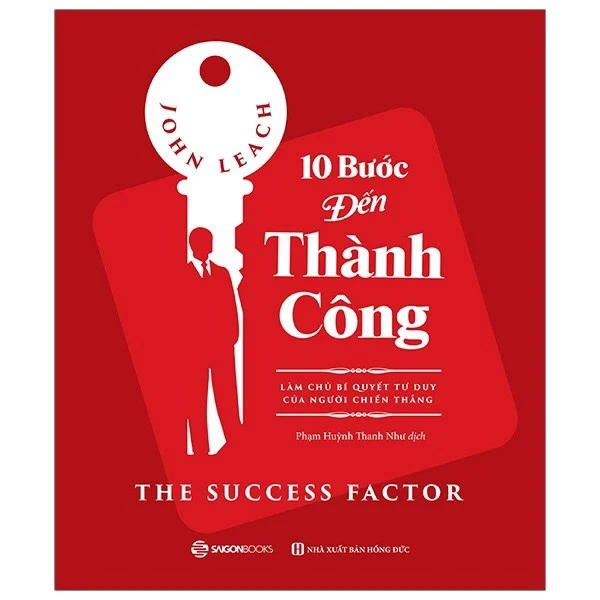 JOHN LEACH
10 Bước
Đến
Thành
Công
LÀM CHỦ BÍ QUYẾT TƯ DUY
CỦA NGƯỜI CHIẾN THẮNG
Phạm Huỳnh Thanh Như dịch
THE SUCCESS FACTOR
SAIGONBOOKS
NHÀ XUẤT BẢN HỒNG ĐỨC